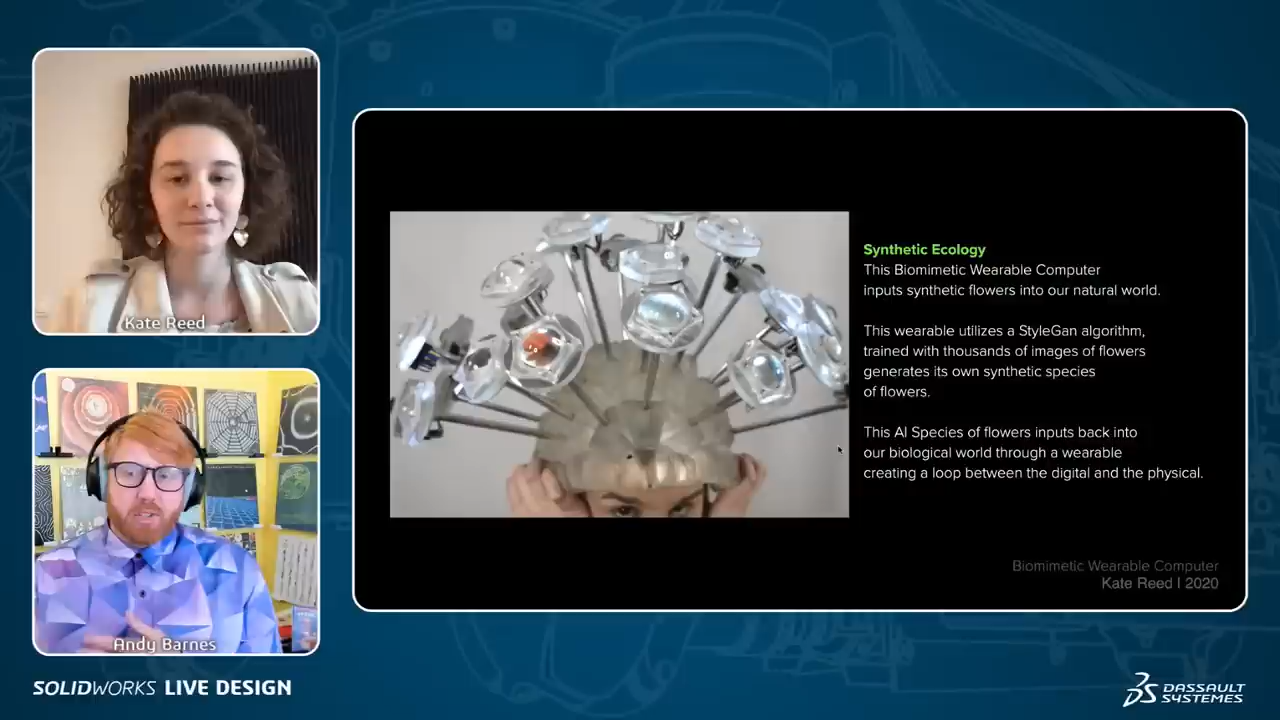 Kate Reed
Andy Barnes
Synthetic Ecology
This Biomimetic Wearable Computer
inputs synthetic flowers into our natural world.
This wearable utilizes a StyleGan algorithm,
trained with thousands of images of flowers
generates its own synthetic species
of flowers.
This AI Species of flowers inputs back into
our biological world through a wearable
creating a loop between the digital and the physical.
Biomimetic Wearable Computer
Kate Reed | 2020
SOLIDWORKS LIVE DESIGN
DASSAULT
SYSTEMES